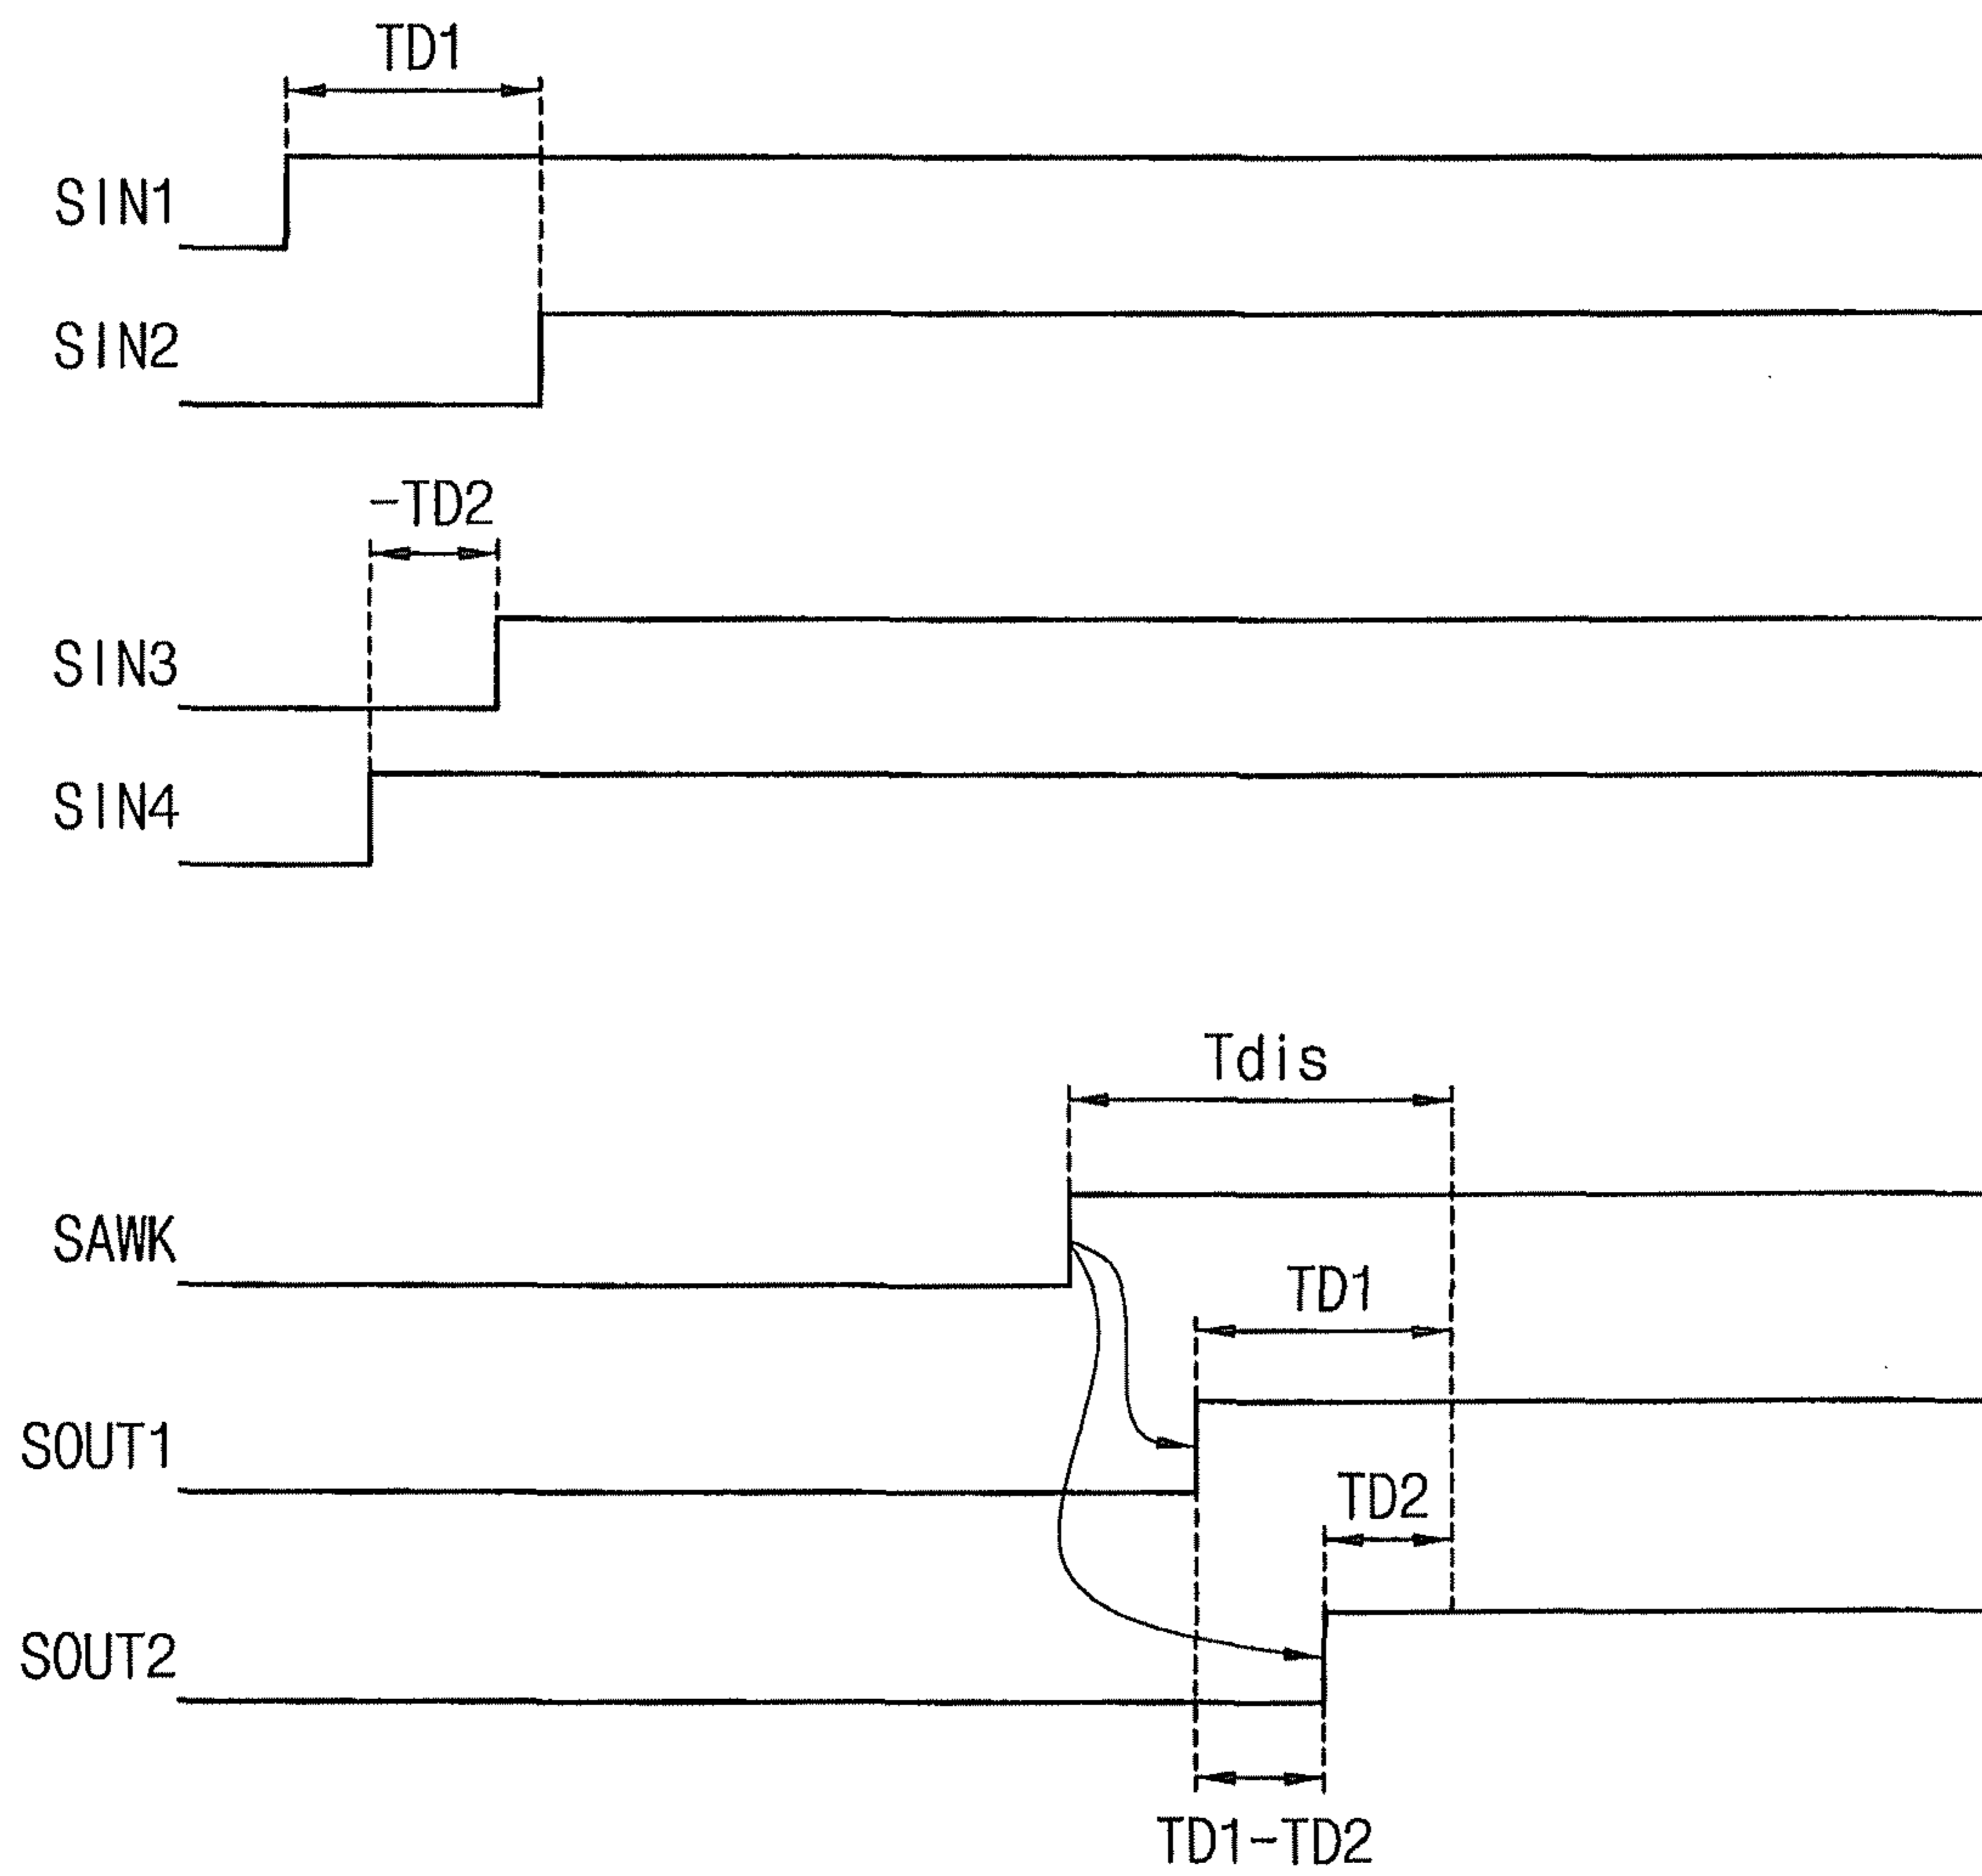 TD1
SIN1
SIN2
-TD2
SIN3
SIN4
Tdis
SAWK
TD1
SOUT1
TD2
SOUT2
TD1-TD2